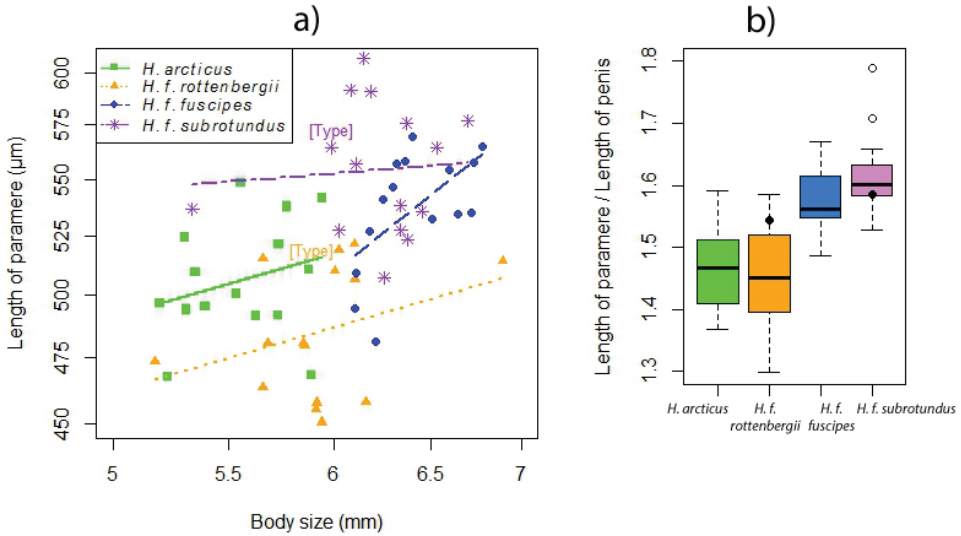 a)
H. arcticus
H. f. rottenbergii
H. f. fuscipes
H. f. subrotundus
[Type]
[Type]
600
575
550
525
500
475
450
Length of paramere (µm)
5
5.5
6
6.5
7
Body size (mm)
b)
1.8
1.7
1.6
1.5
1.4
1.3
Length of paramere / Length of penis
H. arcticus
H. f.
rottenbergii
H. f.
fuscipes
H. f. subrotundus